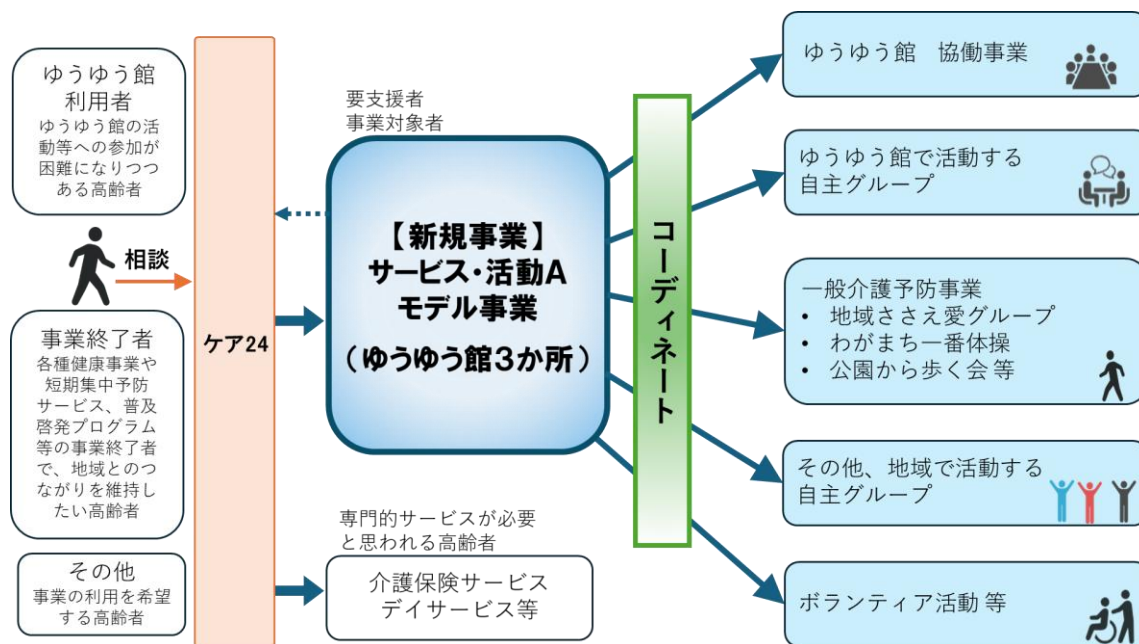 ゆうゆう館
利用者
ゆうゆう館の活
動等への参加が
困難になりつつ
ある高齢者
相談
事業終了者
各種健康事業や
短期集中予防
サービス、普及
啓発プログラム
等の事業終了者
で、地域とのつ
ながりを維持し
たい高齢者
その他
事業の利用を希望
する高齢者
ケア24
要支援者
事業対象者
【新規事業】
サービス・活動A
モデル事業
(ゆうゆう館3か所)
専門的サービスが必要
と思われる高齢者
介護保険サービス
デイサービス等
コーディネート
ゆうゆう館 協働事業
ゆうゆう館で活動する
自主グループ
一般介護予防事業
• 地域ささえ愛グループ
• わがまち一番体操
• 公園から歩く会 等
その他、地域で活動する
自主グループ
ボランティア活動 等